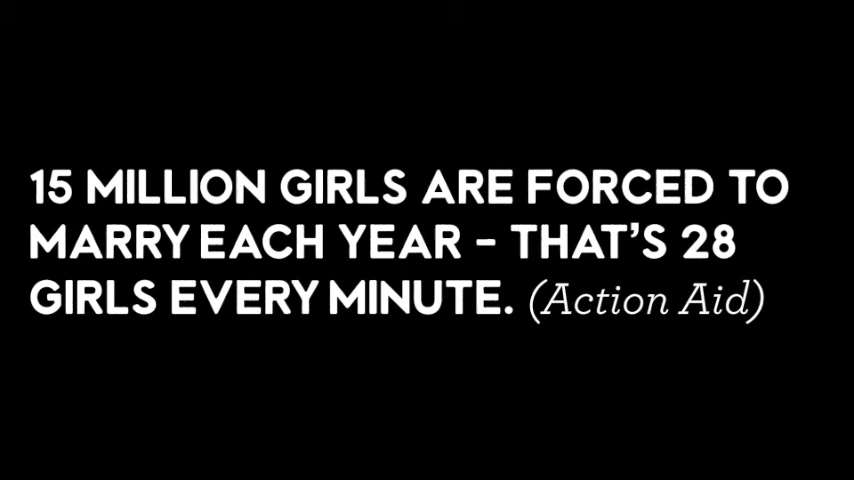 15 MILLION GIRLS ARE FORCED TO
MARRY EACH YEAR – THAT'S 28
GIRLS EVERY MINUTE. (Action Aid)